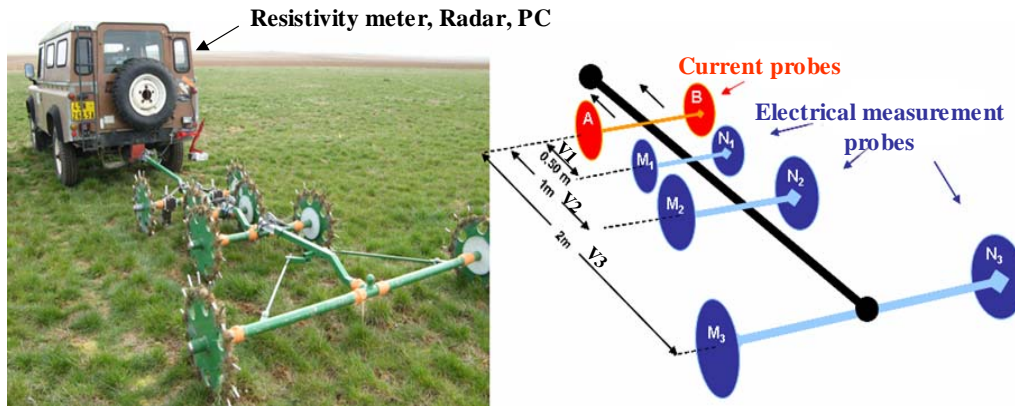 Resistivity meter, Radar, PC
Current probes
Electrical measurement
probes
A
B
V1
0.50 m
M1
N1
1m
V2
M2
N2
2m
V3
M3
N3